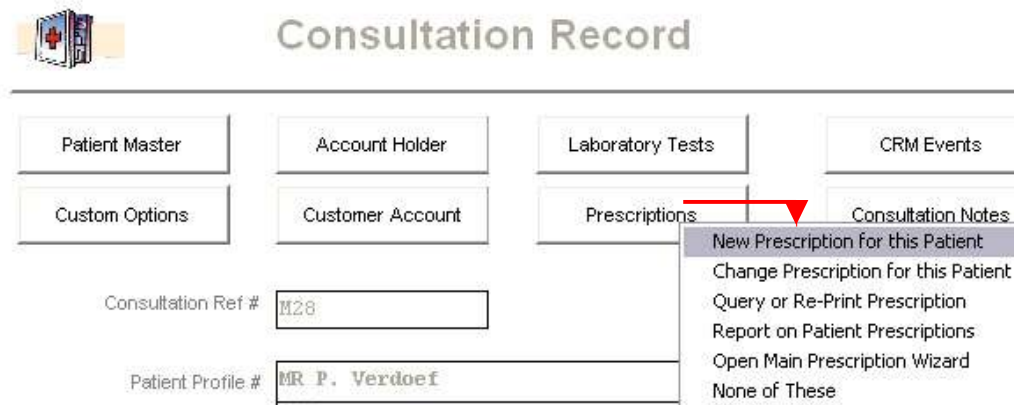 Consultation Record
Patient Master Account Holder Laboratory Tests CRM Events
Custom Options Customer Account Prescriptions Consultation Notes
New Prescription for this Patient
Change Prescription for this Patient
Query or Re-Print Prescription
Report on Patient Prescriptions
Open Main Prescription Wizard
None of These
Consultation Ref # M28
Patient Profile # MR P. Verdoef